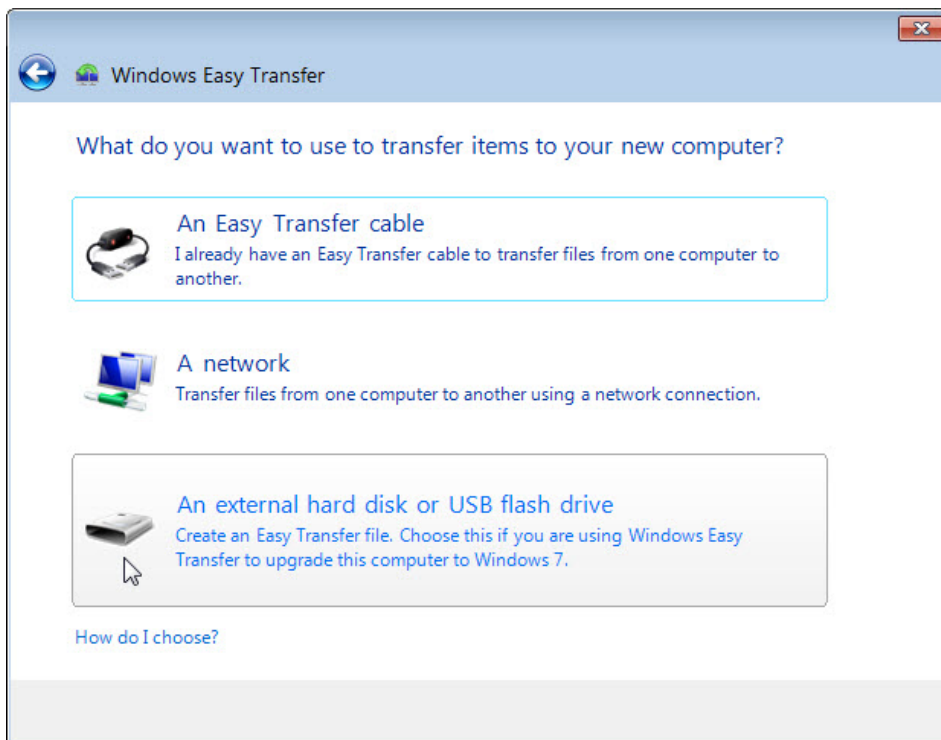 Windows Easy Transfer
What do you want to use to transfer items to your new computer?
An Easy Transfer cable
I already have an Easy Transfer cable to transfer files from one computer to
another.
A network
Transfer files from one computer to another using a network connection.
An external hard disk or USB flash drive
Create an Easy Transfer file. Choose this if you are using Windows Easy
Transfer to upgrade this computer to Windows 7.
How do I choose?